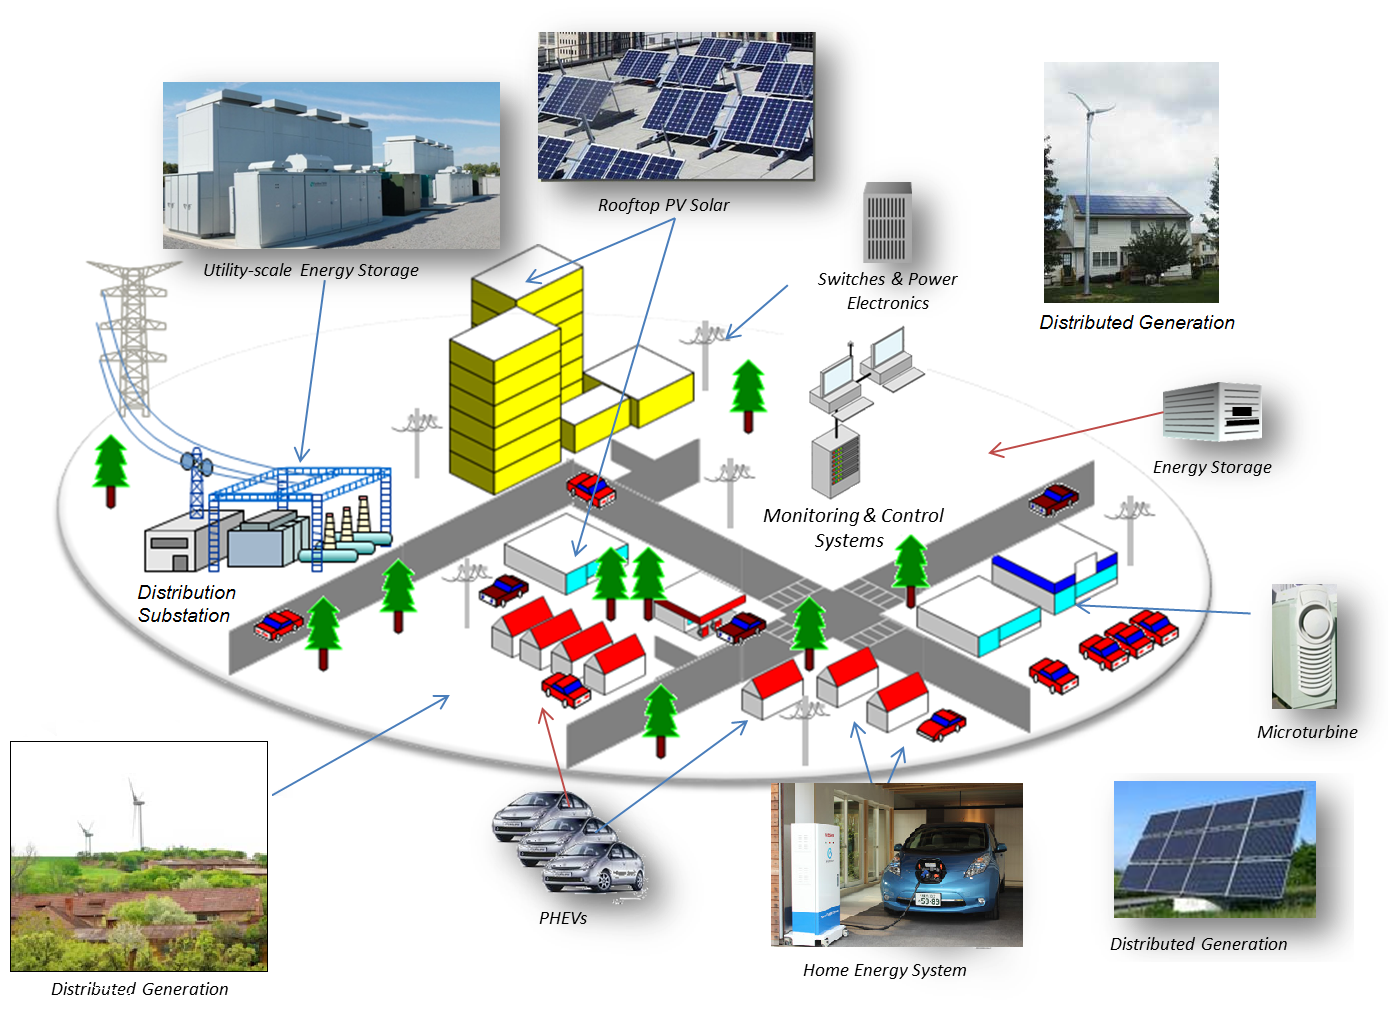 Rooftop PV Solar
Utility-scale Energy Storage
Switches & Power
Electronics
Distributed Generation
Energy Storage
Monitoring & Control
Systems
Distribution
Substation
Microturbine
PHEVs
Home Energy System
Distributed Generation
Distributed Generation